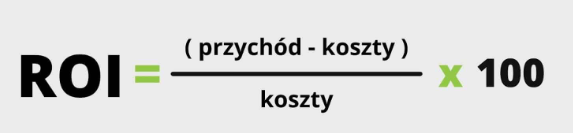 ROI = ( przychód - koszty ) x 100
koszty